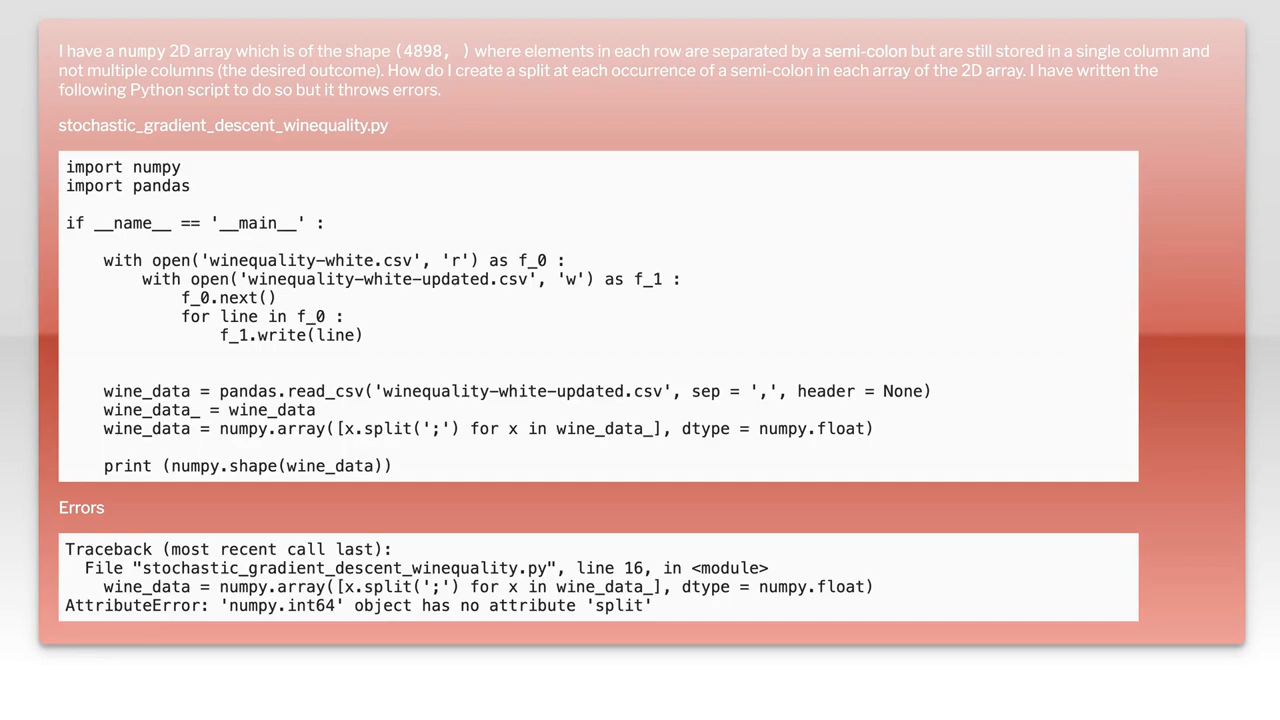 I have a numpy 2D array which is of the shape (4898, ) where elements in each row are separated by a semi-colon but are still stored in a single column and
not multiple columns (the desired outcome). How do I create a split at each occurrence of a semi-colon in each array of the 2D array. I have written the
following Python script to do so but it throws errors.
stochastic_gradient_descent_winequality.py
import numpy
import pandas
if __name__ == '__main__' :
    with open('winequality-white.csv', 'r') as f_0 :
        with open('winequality-white-updated.csv', 'w') as f_1 :
            f_0.next()
            for line in f_0 :
                f_1.write(line)
    wine_data = pandas.read_csv('winequality-white-updated.csv', sep = ',', header = None)
    wine_data_ = wine_data
    wine_data = numpy.array([x.split(';') for x in wine_data_], dtype = numpy.float)
    print (numpy.shape(wine_data))
Errors
Traceback (most recent call last):
  File "stochastic_gradient_descent_winequality.py", line 16, in <module>
    wine_data = numpy.array([x.split(';') for x in wine_data_], dtype = numpy.float)
AttributeError: 'numpy.int64' object has no attribute 'split'